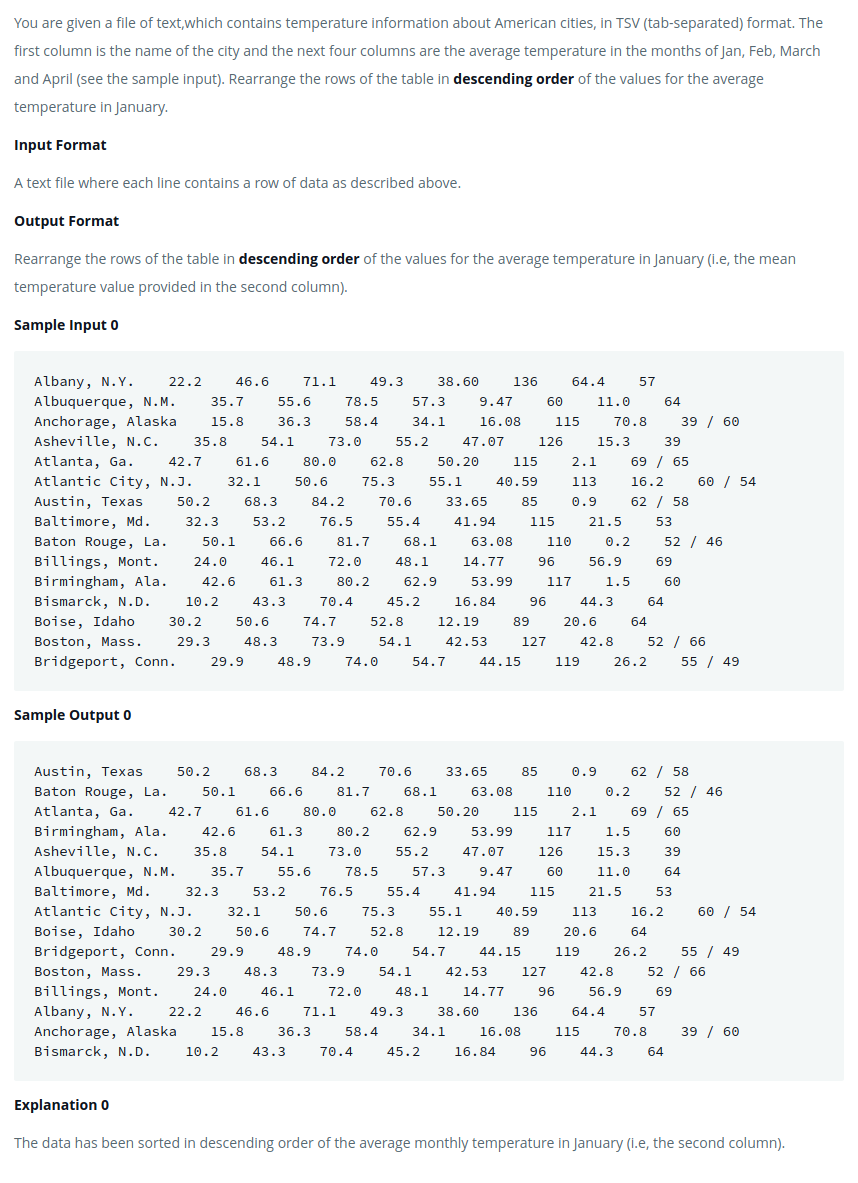 You are given a file of text,which contains temperature information about American cities, in TSV (tab-separated) format. The
first column is the name of the city and the next four columns are the average temperature in the months of Jan, Feb, March
and April (see the sample input). Rearrange the rows of the table in descending order of the values for the average
temperature in January.
Input Format
A text file where each line contains a row of data as described above.
Output Format
Rearrange the rows of the table in descending order of the values for the average temperature in January (i.e, the mean
temperature value provided in the second column).
Sample Input 0
Albany, N.Y.    22.2    46.6    71.1    49.3    38.60    136    64.4    57
Albuquerque, N.M.    35.7    55.6    78.5    57.3    9.47    60    11.0    64
Anchorage, Alaska    15.8    36.3    58.4    34.1    16.08    115    70.8    39 / 60
Asheville, N.C.    35.8    54.1    73.0    55.2    47.07    126    15.3    39
Atlanta, Ga.    42.7    61.6    80.0    62.8    50.20    115    2.1    69 / 65
Atlantic City, N.J.    32.1    50.6    75.3    55.1    40.59    113    16.2    60 / 54
Austin, Texas    50.2    68.3    84.2    70.6    33.65    85    0.9    62 / 58
Baltimore, Md.    32.3    53.2    76.5    55.4    41.94    115    21.5    53
Baton Rouge, La.    50.1    66.6    81.7    68.1    63.08    110    0.2    52 / 46
Billings, Mont.    24.0    46.1    72.0    48.1    14.77    96    56.9    69
Birmingham, Ala.    42.6    61.3    80.2    62.9    53.99    117    1.5    60
Bismarck, N.D.    10.2    43.3    70.4    45.2    16.84    96    44.3    64
Boise, Idaho    30.2    50.6    74.7    52.8    12.19    89    20.6    64
Boston, Mass.    29.3    48.3    73.9    54.1    42.53    127    42.8    52 / 66
Bridgeport, Conn.    29.9    48.9    74.0    54.7    44.15    119    26.2    55 / 49
Sample Output 0
Austin, Texas    50.2    68.3    84.2    70.6    33.65    85    0.9    62 / 58
Baton Rouge, La.    50.1    66.6    81.7    68.1    63.08    110    0.2    52 / 46
Atlanta, Ga.    42.7    61.6    80.0    62.8    50.20    115    2.1    69 / 65
Birmingham, Ala.    42.6    61.3    80.2    62.9    53.99    117    1.5    60
Asheville, N.C.    35.8    54.1    73.0    55.2    47.07    126    15.3    39
Albuquerque, N.M.    35.7    55.6    78.5    57.3    9.47    60    11.0    64
Baltimore, Md.    32.3    53.2    76.5    55.4    41.94    115    21.5    53
Atlantic City, N.J.    32.1    50.6    75.3    55.1    40.59    113    16.2    60 / 54
Boise, Idaho    30.2    50.6    74.7    52.8    12.19    89    20.6    64
Bridgeport, Conn.    29.9    48.9    74.0    54.7    44.15    119    26.2    55 / 49
Boston, Mass.    29.3    48.3    73.9    54.1    42.53    127    42.8    52 / 66
Billings, Mont.    24.0    46.1    72.0    48.1    14.77    96    56.9    69
Albany, N.Y.    22.2    46.6    71.1    49.3    38.60    136    64.4    57
Anchorage, Alaska    15.8    36.3    58.4    34.1    16.08    115    70.8    39 / 60
Bismarck, N.D.    10.2    43.3    70.4    45.2    16.84    96    44.3    64
Explanation 0
The data has been sorted in descending order of the average monthly temperature in January (i.e, the second column).